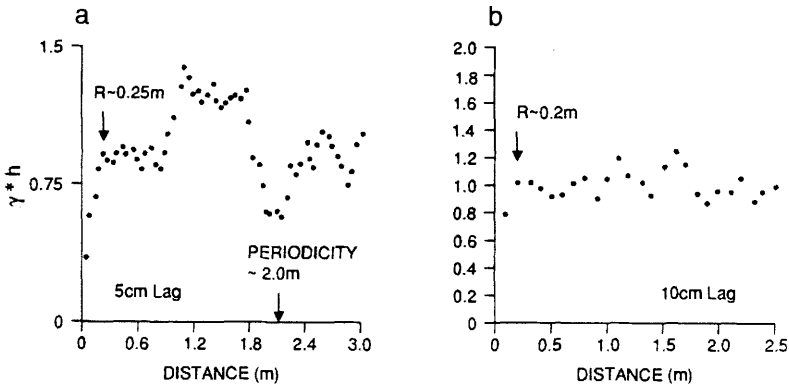 a
1.5
0.75
0
γ*h
R~0.25m
PERIODICITY
~ 2.0m
5cm Lag
0 0.6 1.2 1.8 2.4 3.0
DISTANCE (m)
b
2.0
1.8
1.6
1.4
1.2
1.0
0.8
0.6
0.4
0.2
0
R~0.2m
10cm Lag
0 0.5 1.0 1.5 2.0 2.5
DISTANCE (m)